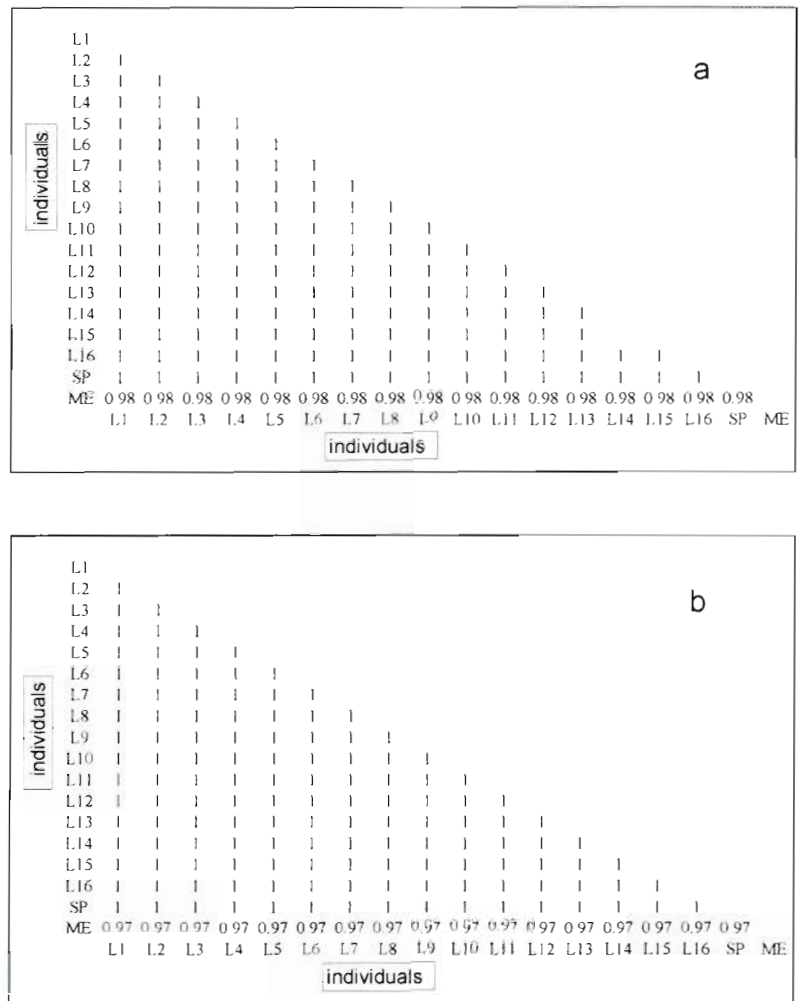 a
L1
L2 1
L3 1 1
L4 1 1 1
L5 1 1 1 1
L6 1 1 1 1 1
L7 1 1 1 1 1 1
L8 1 1 1 1 1 1 1
L9 1 1 1 1 1 1 1 1
L10 1 1 1 1 1 1 1 1 1
L11 1 1 1 1 1 1 1 1 1 1
L12 1 1 1 1 1 1 1 1 1 1 1
L13 1 1 1 1 1 1 1 1 1 1 1 1
L14 1 1 1 1 1 1 1 1 1 1 1 1 1
L15 1 1 1 1 1 1 1 1 1 1 1 1 1
L16 1 1 1 1 1 1 1 1 1 1 1 1 1 1 1
SP 1 1 1 1 1 1 1 1 1 1 1 1 1 1 1 1
ME 0.98 0.98 0.98 0.98 0.98 0.98 0.98 0.98 0.98 0.98 0.98 0.98 0.98 0.98 0.98 0.98 0.98
L1 L2 L3 L4 L5 L6 L7 L8 L9 L10 L11 L12 L13 L14 L15 L16 SP ME
individuals
individuals
b
L1
L2 1
L3 1 1
L4 1 1 1
L5 1 1 1 1
L6 1 1 1 1 1
L7 1 1 1 1 1 1
L8 1 1 1 1 1 1 1
L9 1 1 1 1 1 1 1 1
L10 1 1 1 1 1 1 1 1 1
L11 1 1 1 1 1 1 1 1 1 1
L12 1 1 1 1 1 1 1 1 1 1 1
L13 1 1 1 1 1 1 1 1 1 1 1 1
L14 1 1 1 1 1 1 1 1 1 1 1 1 1
L15 1 1 1 1 1 1 1 1 1 1 1 1 1 1
L16 1 1 1 1 1 1 1 1 1 1 1 1 1 1 1
SP 1 1 1 1 1 1 1 1 1 1 1 1 1 1 1 1
ME 0.97 0.97 0.97 0.97 0.97 0.97 0.97 0.97 0.97 0.97 0.97 0.97 0.97 0.97 0.97 0.97 0.97
L1 L2 L3 L4 L5 L6 L7 L8 L9 L10 L11 L12 L13 L14 L15 L16 SP ME
individuals
individuals